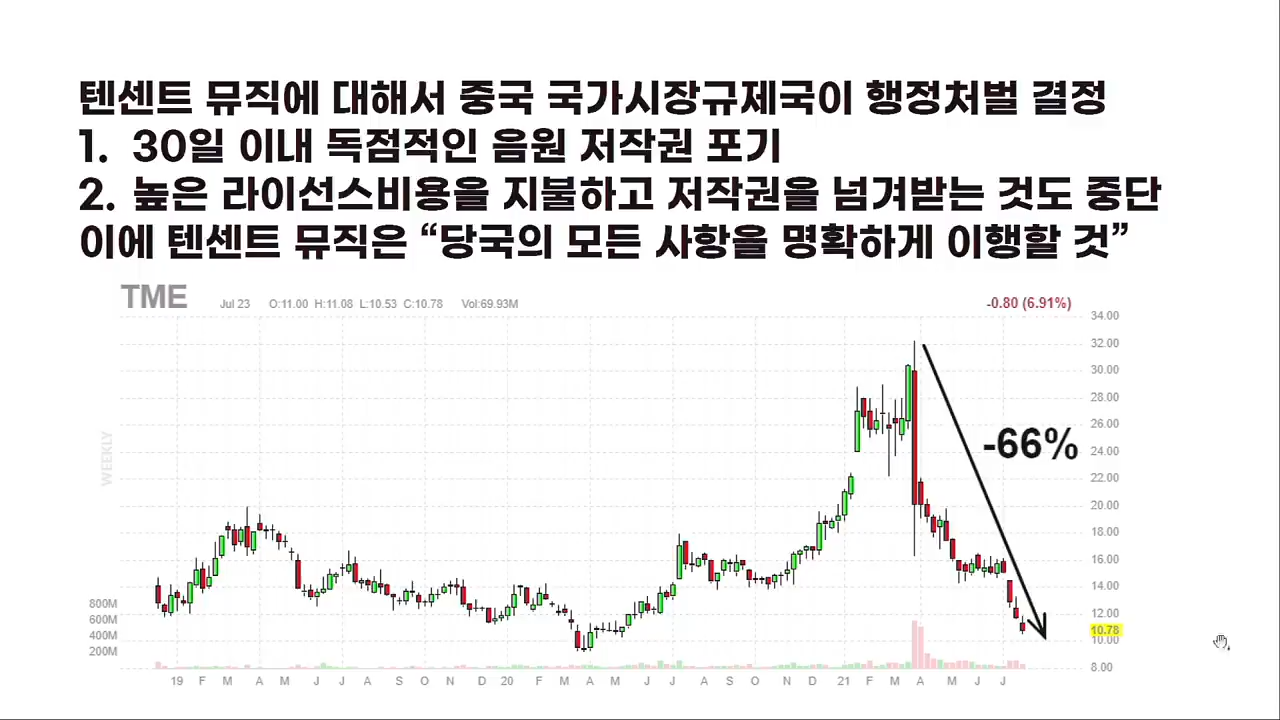 텐센트 뮤직에 대해서 중국 국가시장규제국이 행정처벌 결정
1. 30일 이내 독점적인 음원 저작권 포기
2. 높은 라이선스비용을 지불하고 저작권을 넘겨받는 것도 중단
이에 텐센트 뮤직은 “당국의 모든 사항을 명확하게 이행할 것”
TME Jul 23 O:11.00 H:11.08 L:10.53 C:10.78 Vol:69.93M -0.80 (6.91%)
34.00
32.00
30.00
28.00
26.00
-66%
24.00
WEEKLY
22.00
20.00
18.00
16.00
14.00
800M
12.00
600M
10.78
400M
10.00
200M
8.00
19 F M A M J J A S O N D 20 F M A M J J A S O N D 21 F M A M J J